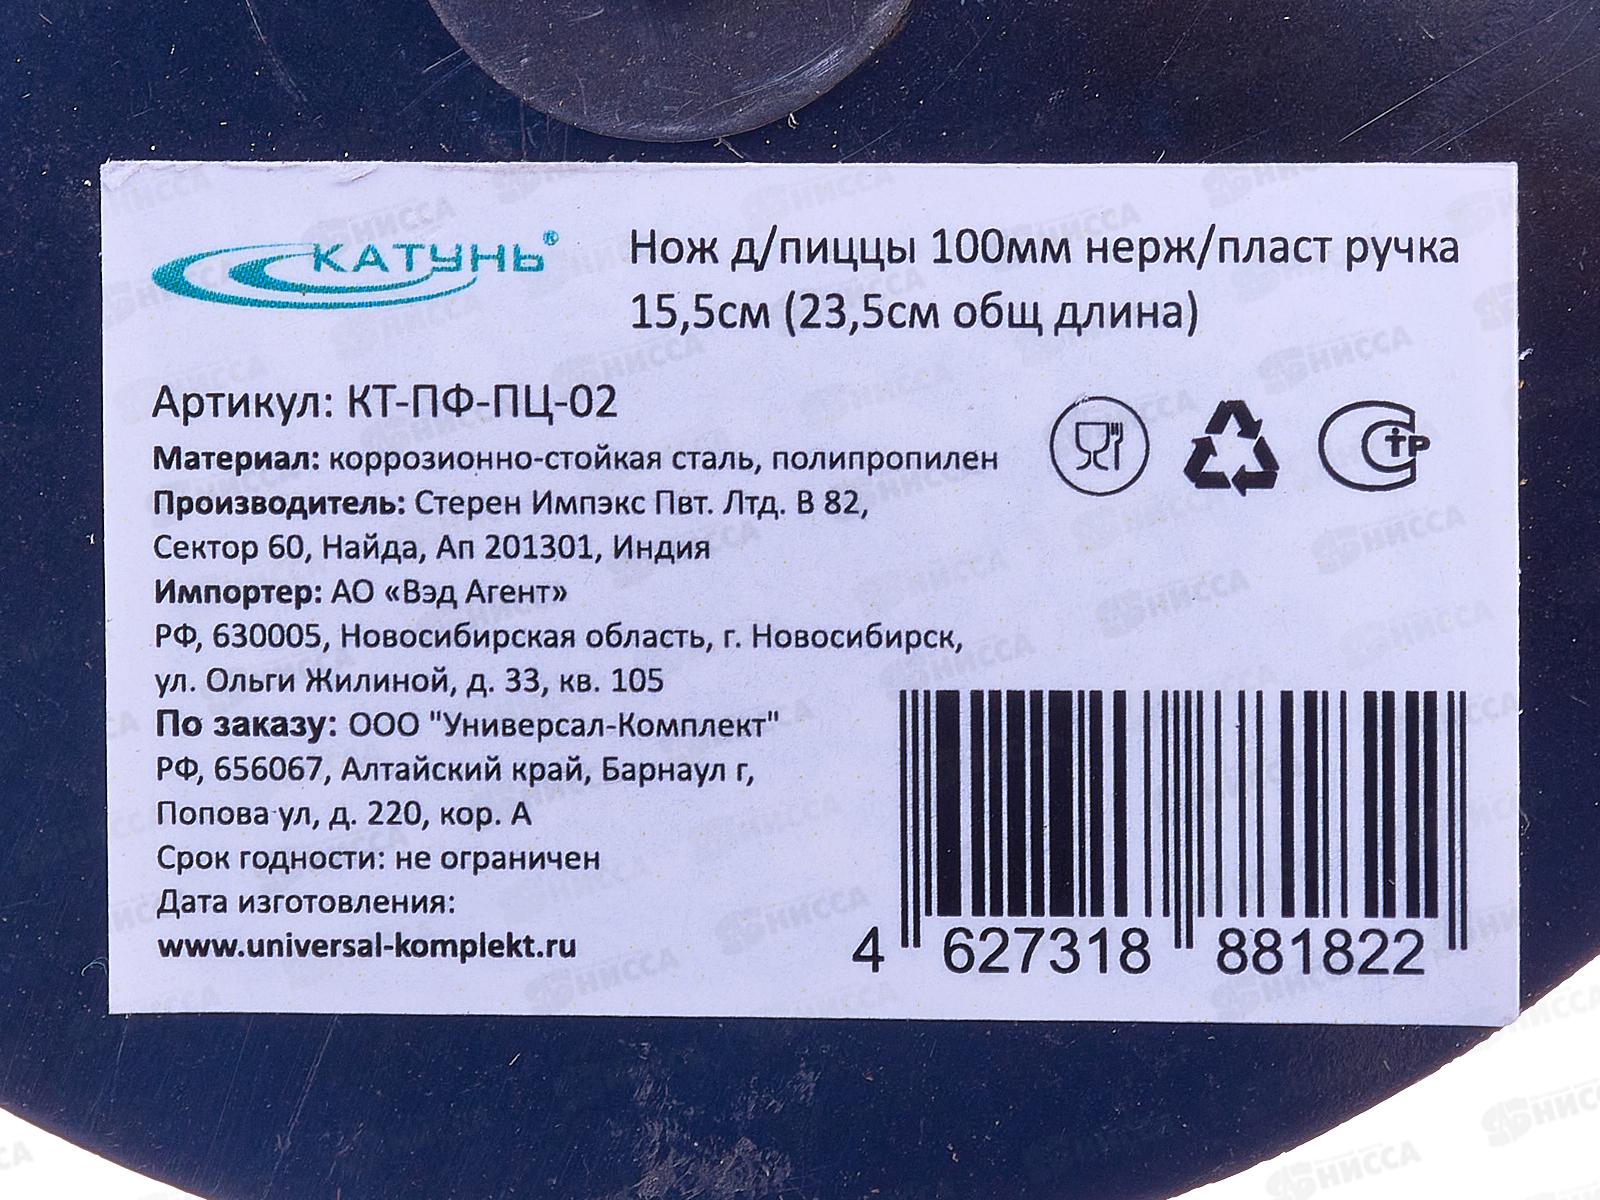 КАТУНЬ®
Нож д/пиццы 100мм нерж/пласт ручка
15,5см (23,5см общ длина)
Артикул: КТ-ПФ-ПЦ-02
Материал: коррозионно-стойкая сталь, полипропилен
Производитель: Стерен Импэкс Пвт. Лтд. В 82,
Сектор 60, Найда, Ап 201301, Индия
Импортер: АО «Вэд Агент»
РФ, 630005, Новосибирская область, г. Новосибирск,
ул. Ольги Жилиной, д. 33, кв. 105
По заказу: ООО "Универсал-Комплект"
РФ, 656067, Алтайский край, Барнаул г,
Попова ул, д. 220, кор. А
Срок годности: не ограничен
Дата изготовления:
www.universal-komplekt.ru
4 627318 881822